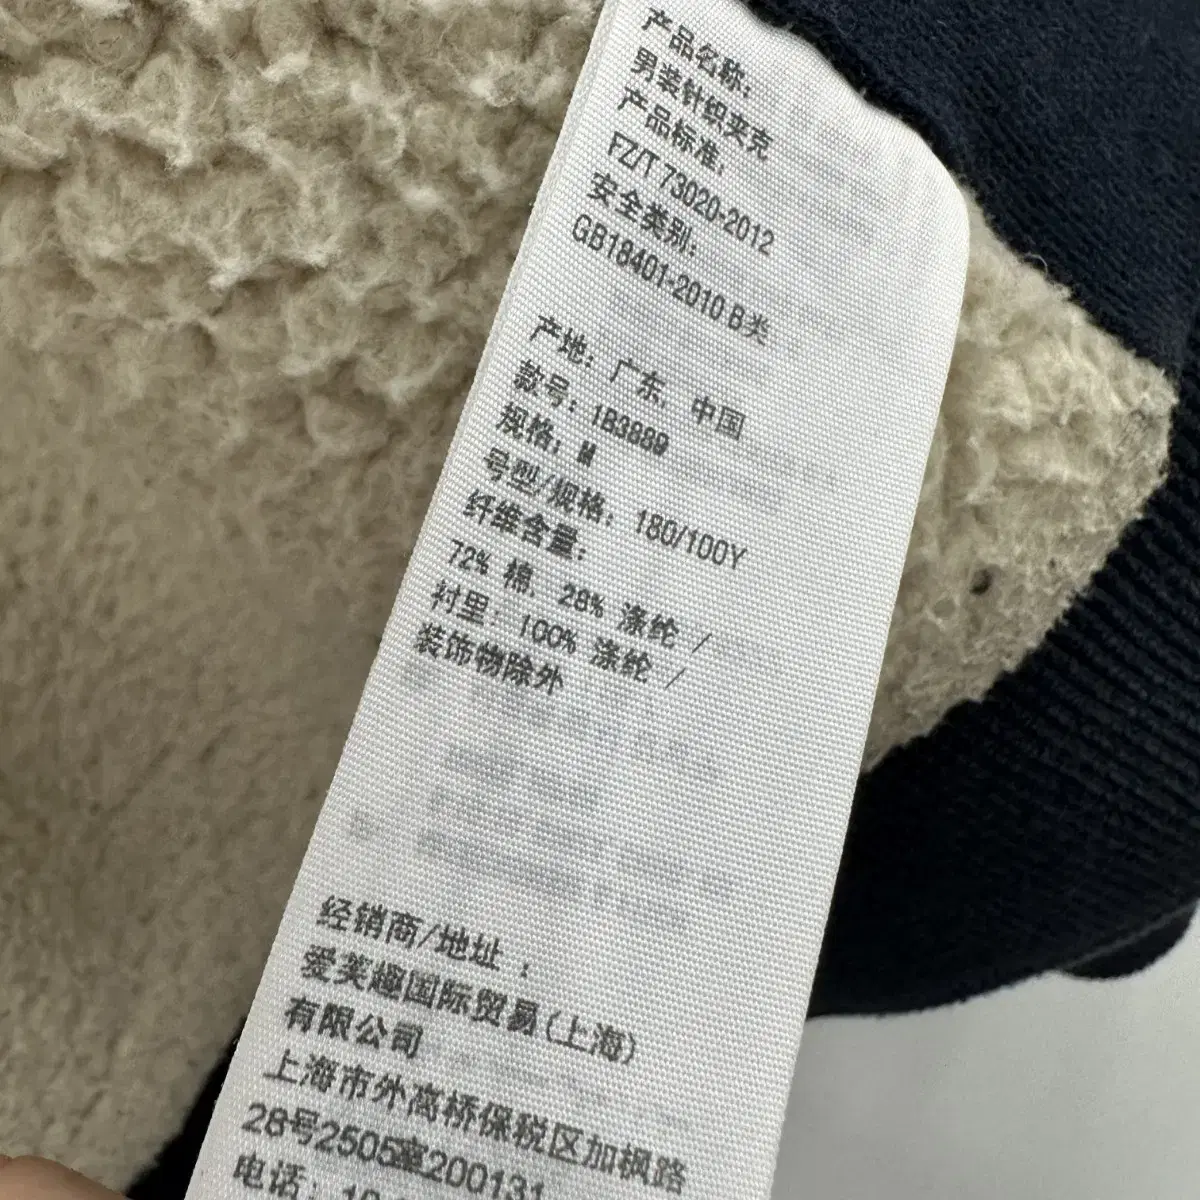 产品名称:
男装针织夹克
产品标准:
FZ/T 73020-2012
安全类别:
GB18401-2010 B类
产地: 广东, 中国
款号: 1B3889
规格: M
号型/规格: 180/100Y
纤维含量:
72% 棉, 28% 涤纶 /
衬里: 100% 涤纶 /
装饰物除外
经销商/地址 :
爱芙趣国际贸易(上海)
有限公司
上海市外高桥保税区加枫路
28号2505室200131
电话: